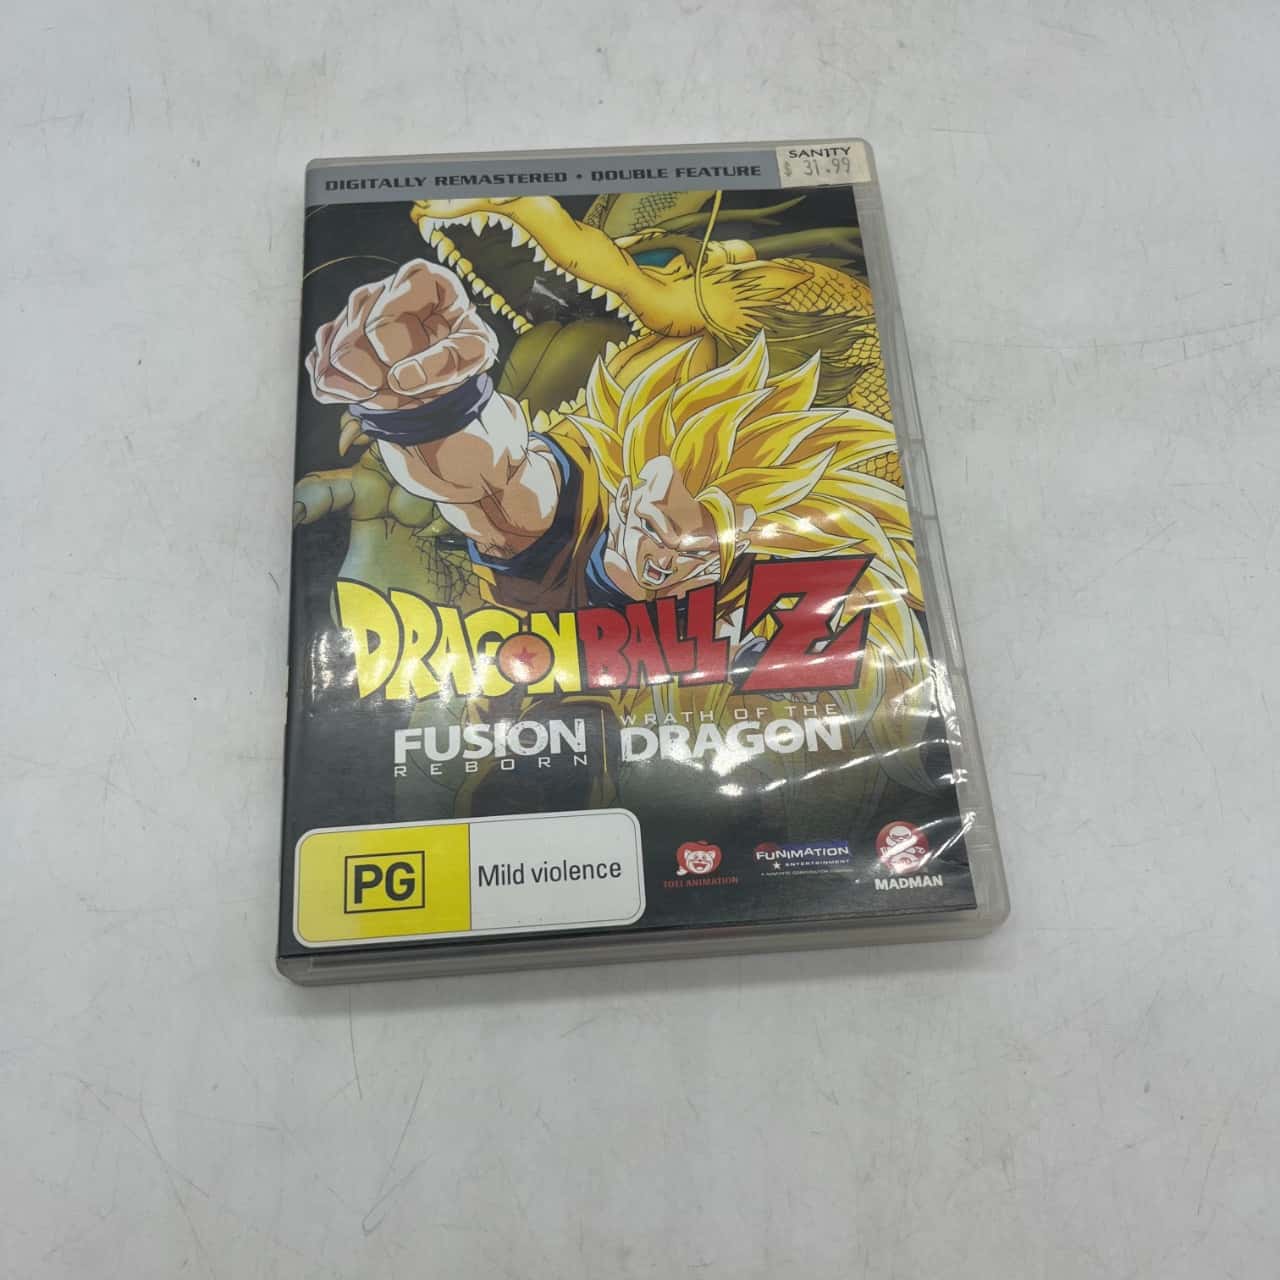 DIGITALLY REMASTERED • DOUBLE FEATURE
SANITY
$ 31.99
DRAGON BALL Z
FUSION
REBORN
WRATH OF THE
DRAGON
PG
Mild violence
TOEI ANIMATION
FUNIMATION
ENTERTAINMENT
MADMAN